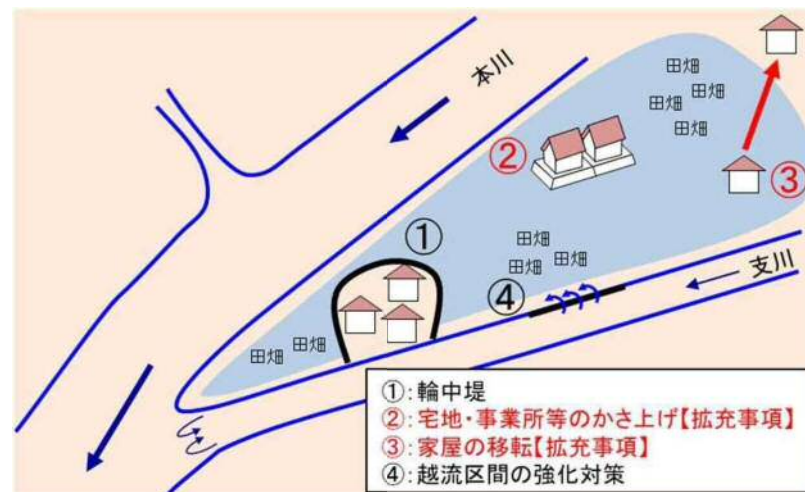 本川
田畑
田畑 田畑
田畑
②
③
①
田畑
田畑 田畑
支川
④
田畑 田畑
①:輪中堤
②:宅地・事業所等のかさ上げ【拡充事項】
③:家屋の移転【拡充事項】
④:越流区間の強化対策